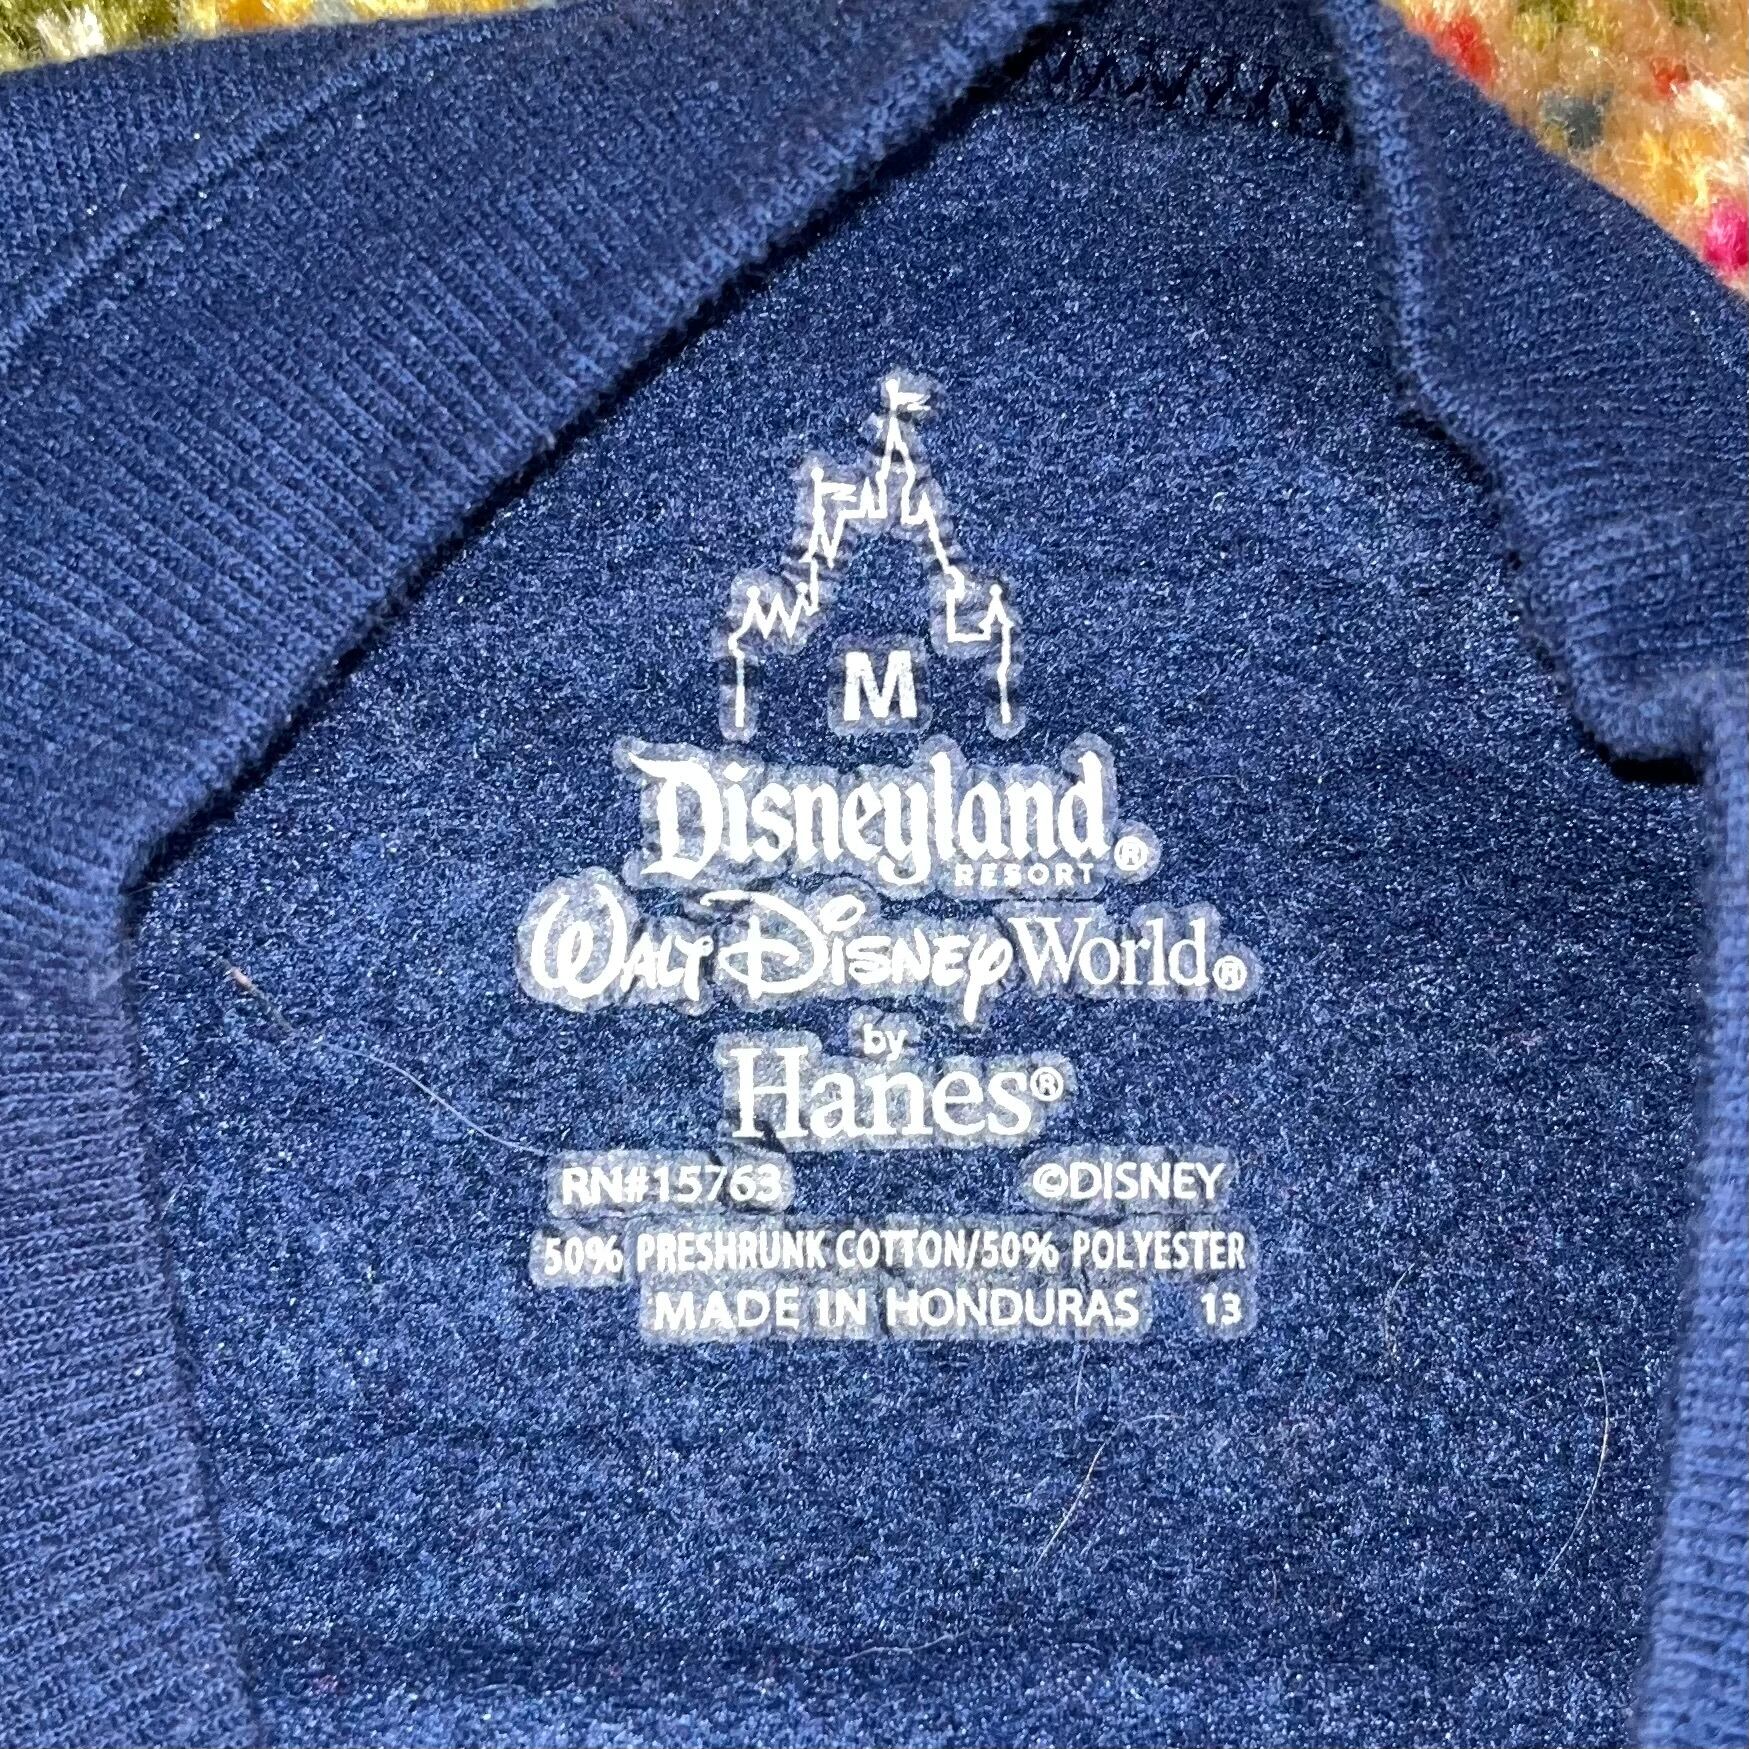 M
Disneyland®
RESORT
WALT DISNEY World®
by
Hanes®
RN#15763 ©DISNEY
50% PRESHRUNK COTTON/50% POLYESTER
MADE IN HONDURAS 13